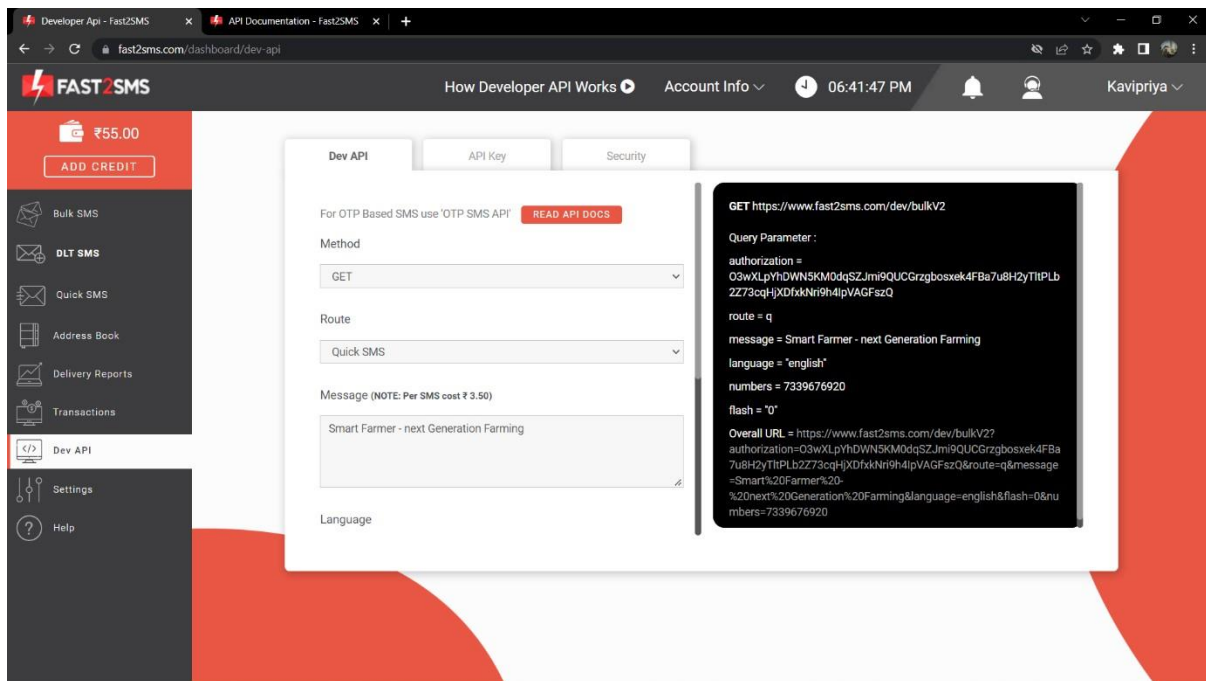 Developer Api - Fast2SMS
API Documentation - Fast2SMS
fast2sms.com/dashboard/dev-api
FAST2SMS
How Developer API Works
Account Info
06:41:47 PM
Kavipriya
₹55.00
ADD CREDIT
Bulk SMS
DLT SMS
Quick SMS
Address Book
Delivery Reports
Transactions
Dev API
Settings
Help
Dev API
API Key
Security
For OTP Based SMS use 'OTP SMS API'
READ API DOCS
Method
GET
Route
Quick SMS
Message (NOTE: Per SMS cost ₹ 3.50)
Smart Farmer - next Generation Farming
Language
GET https://www.fast2sms.com/dev/bulkV2
Query Parameter :
authorization =
O3wXLpYhDWN5KM0dqSZJmi9QUCGrzgbosxek4FBa7u8H2yTltPLb
2Z73cqHjXDfxkNri9h4IpVAGFszQ
route = q
message = Smart Farmer - next Generation Farming
language = "english"
numbers = 7339676920
flash = "0"
Overall URL = https://www.fast2sms.com/dev/bulkV2?
authorization=O3wXLpYhDWN5KM0dqSZJmi9QUCGrzgbosxek4FBa
7u8H2yTltPLb2Z73cqHjXDfxkNri9h4IpVAGFszQ&route=q&message
=Smart%20Farmer%20-
%20next%20Generation%20Farming&language=english&flash=0&nu
mbers=7339676920